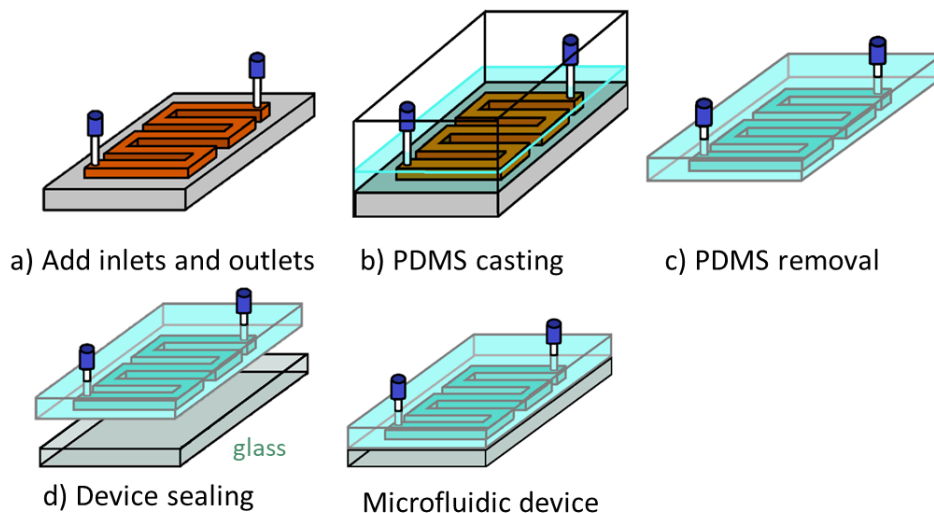 a) Add inlets and outlets
b) PDMS casting
c) PDMS removal
glass
d) Device sealing
Microfluidic device